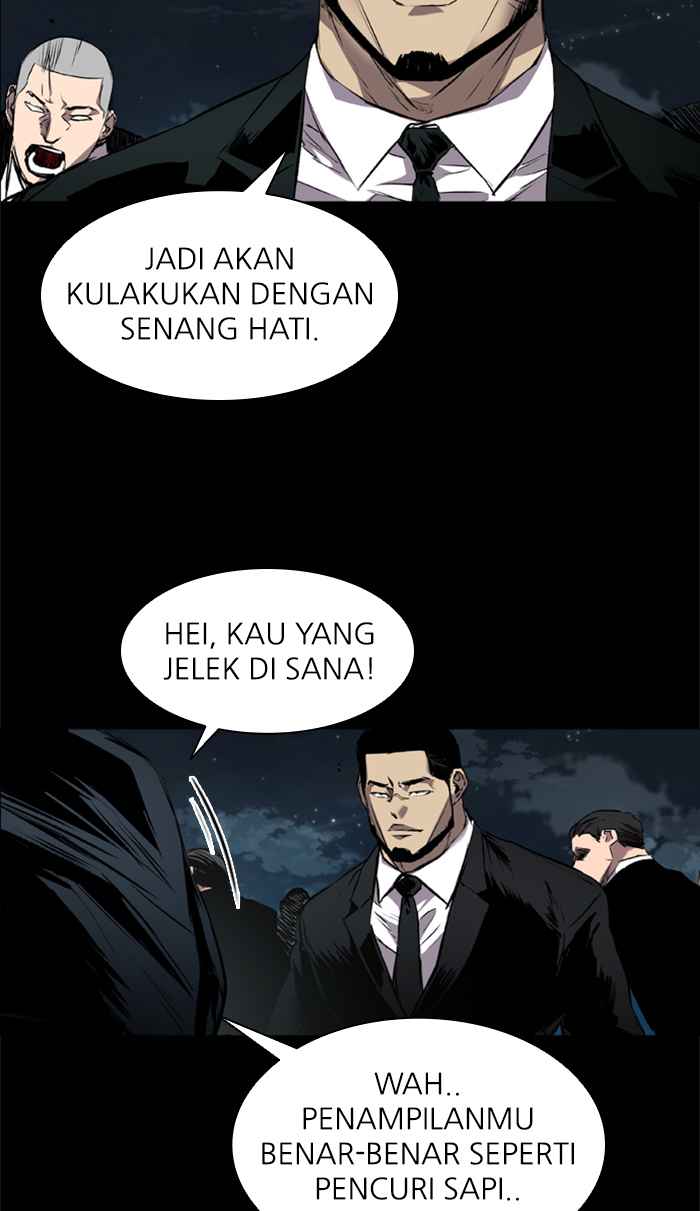 JADI AKAN
KULAKUKAN DENGAN
SENANG HATI.
HEI, KAU YANG
JELEK DI SANA!
WAH..
PENAMPILANMU
BENAR-BENAR SEPERTI
PENCURI SAPI..